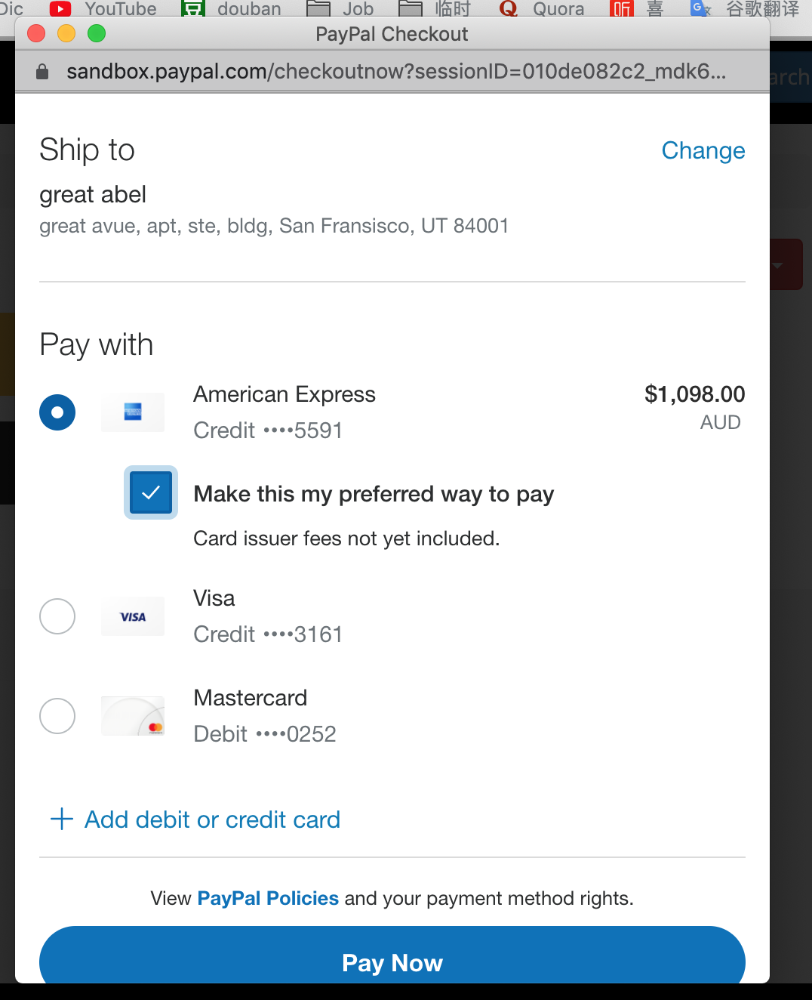 Dic YouTube 豆 douban Job 临时 Q Quora 听 喜 G 文 谷歌翻译
PayPal Checkout
sandbox.paypal.com/checkoutnow?sessionID=010de082c2_mdk6...
arch
Ship to
Change
great abel
great avue, apt, ste, bldg, San Fransisco, UT 84001
Pay with
American Express
$1,098.00
Credit ••••5591
AUD
Make this my preferred way to pay
Card issuer fees not yet included.
Visa
VISA
Credit ••••3161
Mastercard
Debit ••••0252
+ Add debit or credit card
View PayPal Policies and your payment method rights.
Pay Now